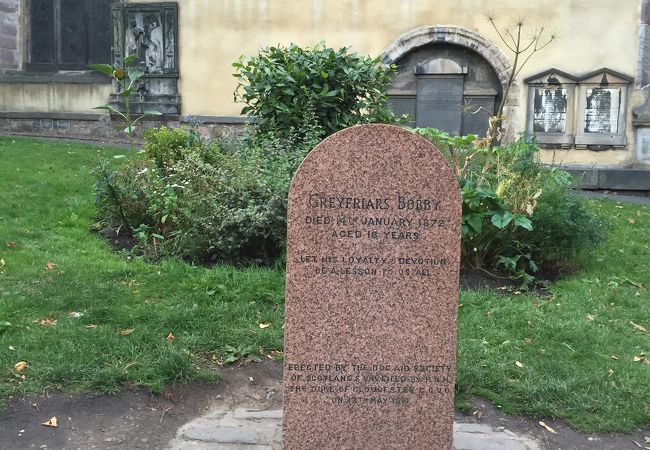 GREYFRIARS BOBBY
DIED 14TH JANUARY 1872
AGED 16 YEARS
LET HIS LOYALTY & DEVOTION
BE A LESSON TO US ALL
ERECTED BY THE DOG AID SOCIETY
OF SCOTLAND & UNVEILED BY H.R.H.
THE DUKE OF GLOUCESTER G.C.V.O.
ON 13TH MAY 1981